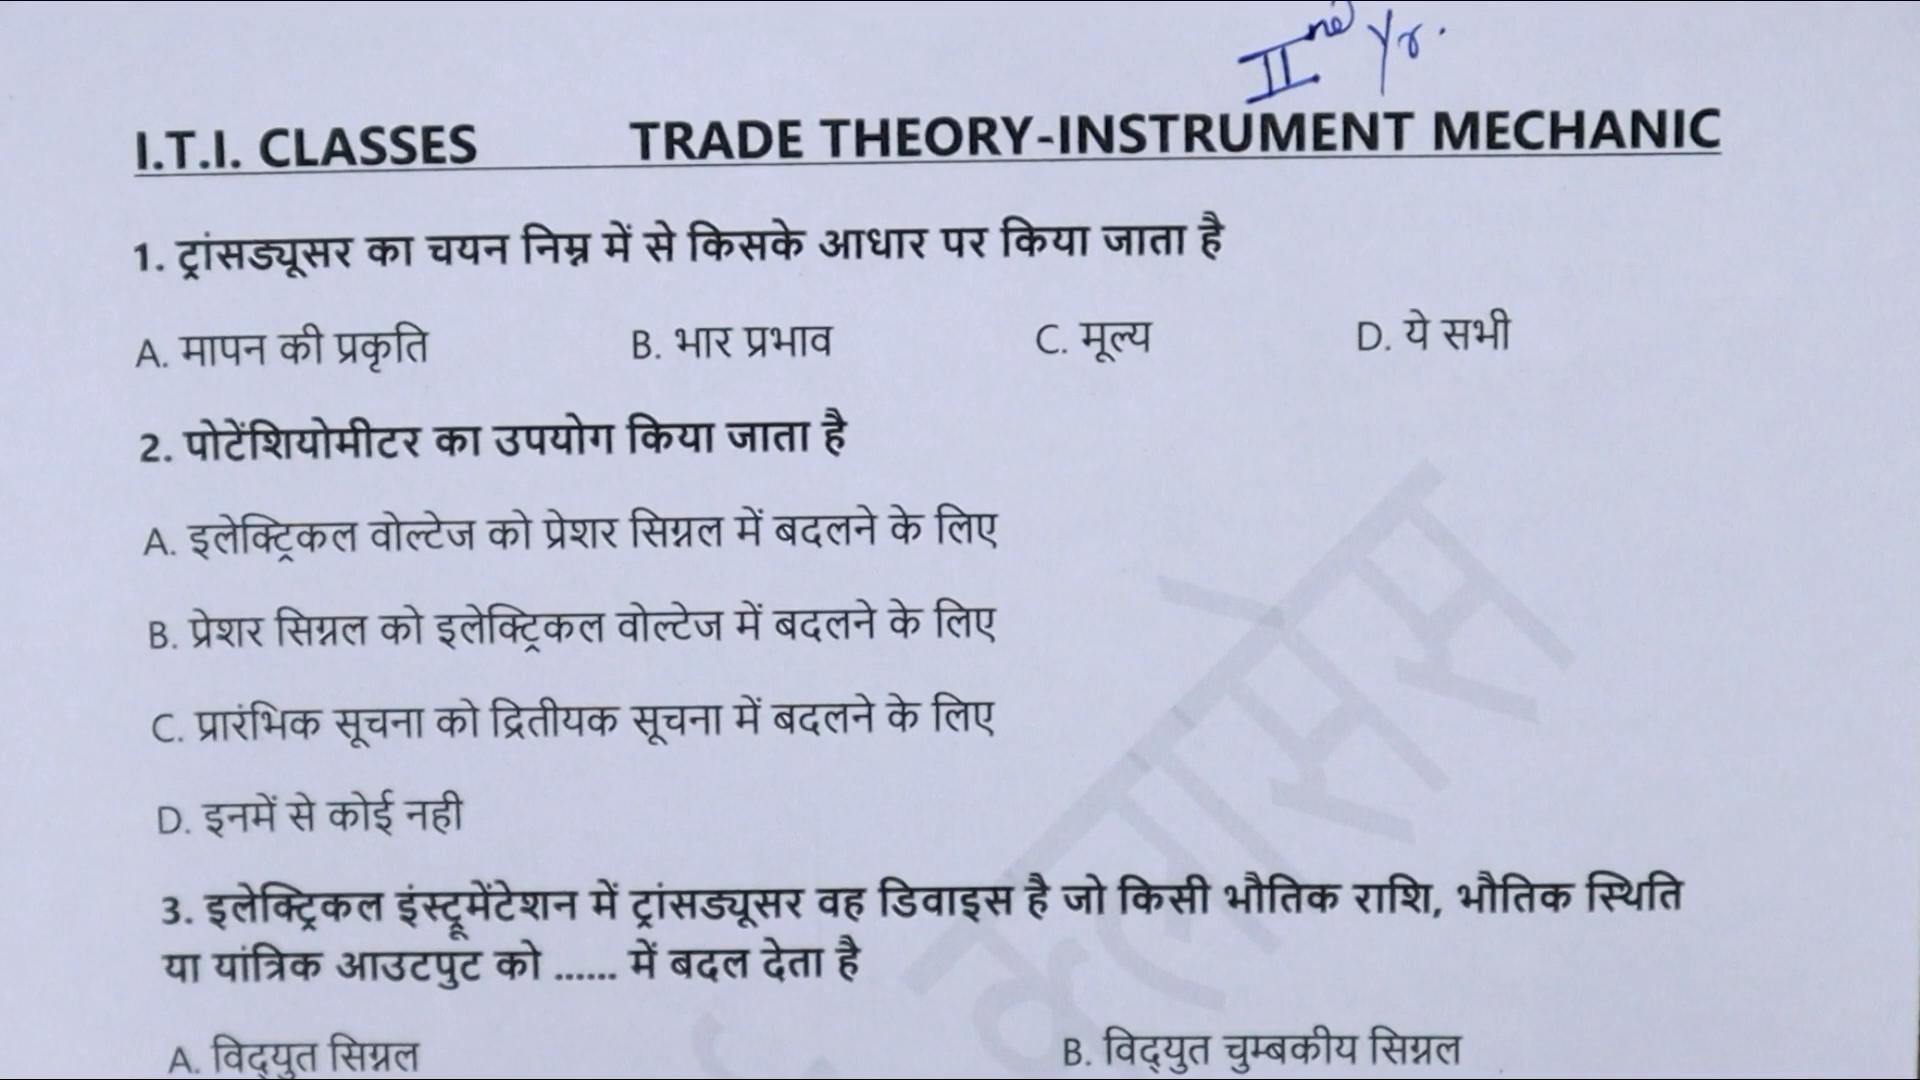 IInd Yr.
I.T.I. CLASSES TRADE THEORY-INSTRUMENT MECHANIC
1. ट्रांसड्यूसर का चयन निम्न में से किसके आधार पर किया जाता है
A. मापन की प्रकृति B. भार प्रभाव C. मूल्य D. ये सभी
2. पोटेंशियोमीटर का उपयोग किया जाता है
A. इलेक्ट्रिकल वोल्टेज को प्रेशर सिग्नल में बदलने के लिए
B. प्रेशर सिग्नल को इलेक्ट्रिकल वोल्टेज में बदलने के लिए
C. प्रारंभिक सूचना को द्वितीयक सूचना में बदलने के लिए
D. इनमें से कोई नही
3. इलेक्ट्रिकल इंस्ट्रूमेंटेशन में ट्रांसड्यूसर वह डिवाइस है जो किसी भौतिक राशि, भौतिक स्थिति
या यांत्रिक आउटपुट को ...... में बदल देता है
A. विद्युत सिग्नल B. विद्युत चुम्बकीय सिग्नल
क्लासेस